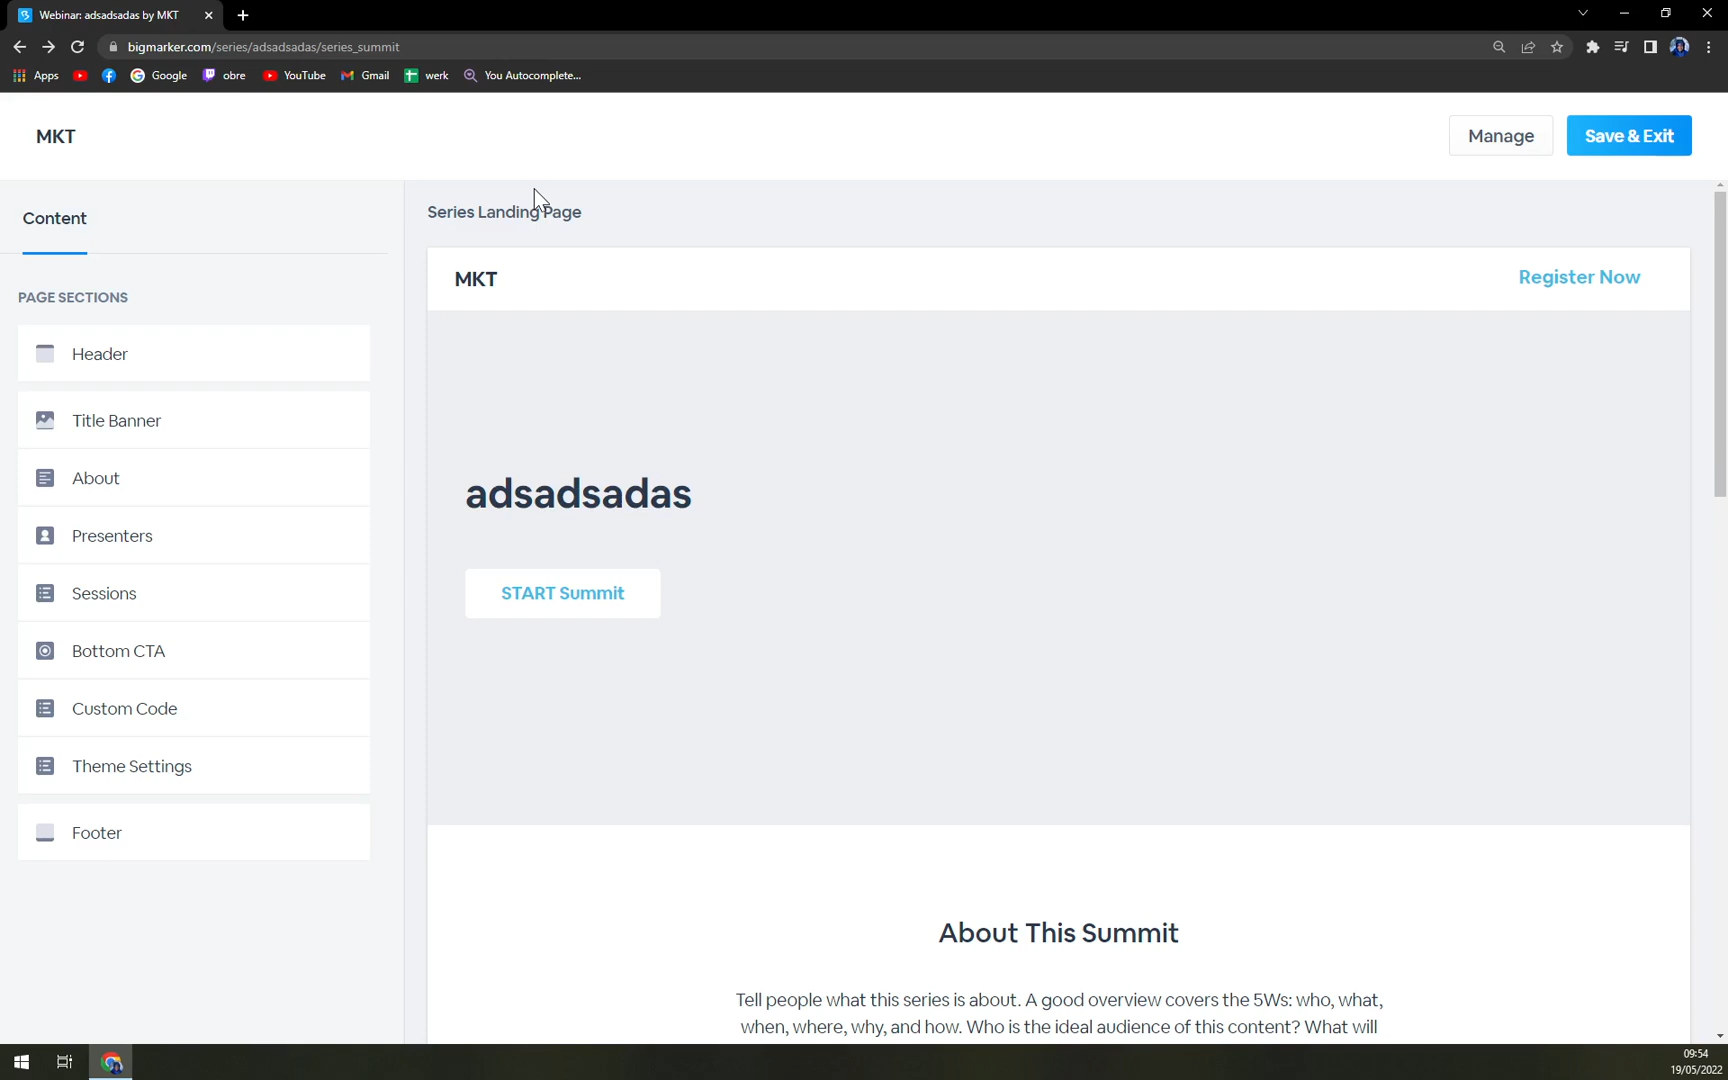 Webinar: adsadsadas by MKT
bigmarker.com/series/adsadsadas/series_summit
Apps
Google
obre
YouTube
Gmail
werk
You Autocomplete...
MKT
Manage
Save & Exit
Content
Series Landing Page
MKT
Register Now
PAGE SECTIONS
Header
Title Banner
About
Presenters
Sessions
Bottom CTA
Custom Code
Theme Settings
Footer
adsadsadas
START Summit
About This Summit
Tell people what this series is about. A good overview covers the 5Ws: who, what,
when, where, why, and how. Who is the ideal audience of this content? What will
09:54
19/05/2022